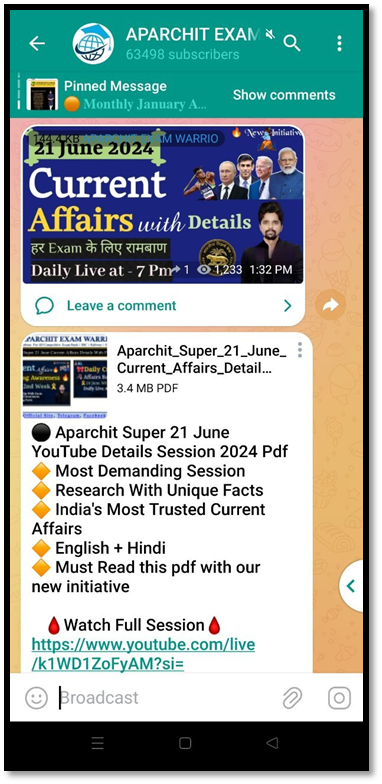 APARCHIT EXAM
63498 subscribers
Pinned Message
Monthly January A...
Show comments
144.4 KB
EXAM WARRIO
News Initiative
21 June 2024
Current
Affairs with Details
हर Exam के लिए रामबाण
Daily Live at - 7 Pm
1 1,233 1:32 PM
Leave a comment
Aparchit_Super_21_June_
Current_Affairs_Detail...
3.4 MB PDF
Aparchit Super 21 June
YouTube Details Session 2024 Pdf
Most Demanding Session
Research With Unique Facts
India's Most Trusted Current
Affairs
English + Hindi
Must Read this pdf with our
new initiative
Watch Full Session
https://www.youtube.com/live
/k1WD1ZoFyAM?si=
Broadcast